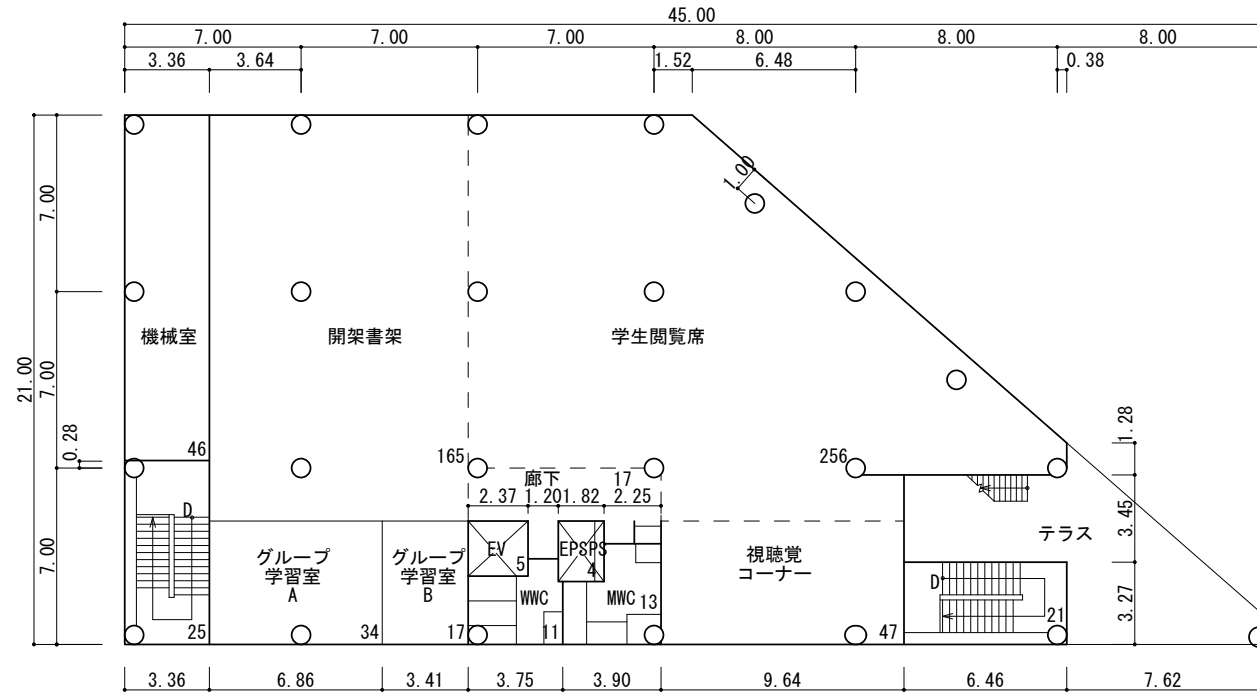 45.00
7.00 7.00 7.00 8.00 8.00 8.00
3.36 3.64 1.52 6.48 0.38
21.00
7.00
7.00
7.00
0.28
1.00
機械室
開架書架
学生閲覧席
46
165
256
廊下
17
1.28
3.45
3.27
2.37 1.20 1.82 2.25
D
25
グループ
学習室
A
34
グループ
学習室
B
17
EV
5
EPS
PS
4
WWC
11
MWC
13
視聴覚
コーナー
47
テラス
D
21
3.36 6.86 3.41 3.75 3.90 9.64 6.46 7.62